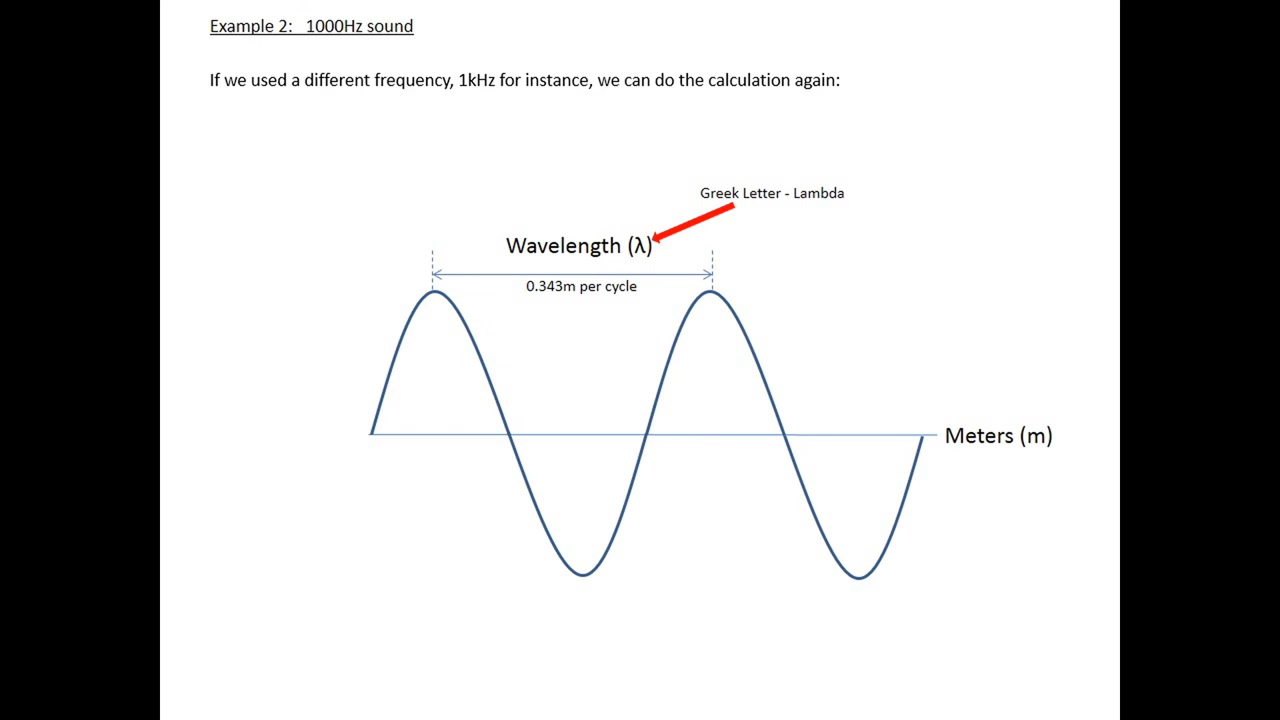 Example 2:   1000Hz sound
If we used a different frequency, 1kHz for instance, we can do the calculation again:
Greek Letter - Lambda
Wavelength (λ)
0.343m per cycle
Meters (m)